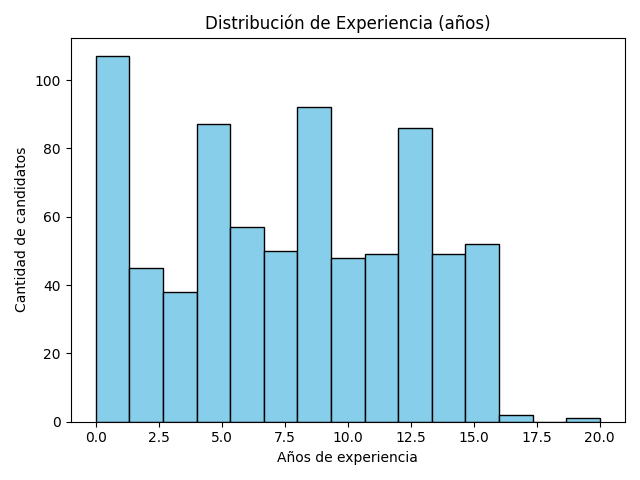 Distribución de Experiencia (años)
Cantidad de candidatos
100
80
60
40
20
0
0.0 2.5 5.0 7.5 10.0 12.5 15.0 17.5 20.0
Años de experiencia